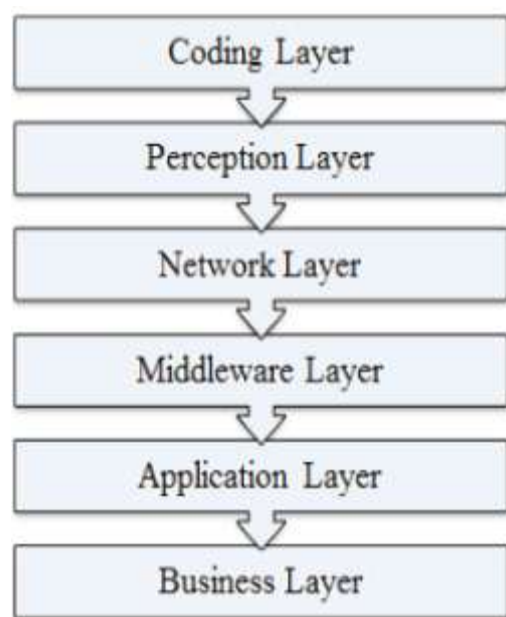 Coding Layer
Perception Layer
Network Layer
Middleware Layer
Application Layer
Business Layer